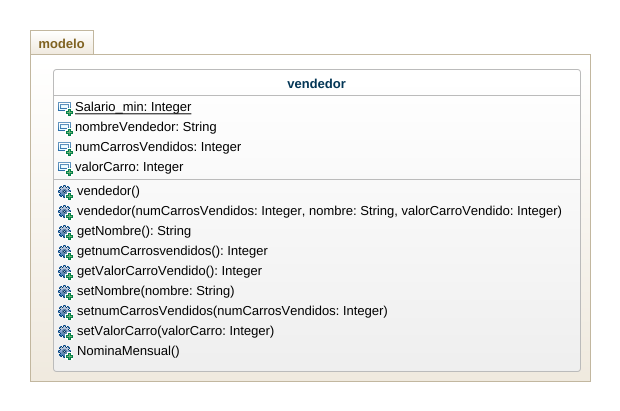 modelo
vendedor
Salario_min: Integer
nombreVendedor: String
numCarrosVendidos: Integer
valorCarro: Integer
vendedor()
vendedor(numCarrosVendidos: Integer, nombre: String, valorCarroVendido: Integer)
getNombre(): String
getnumCarrosvendidos(): Integer
getValorCarroVendido(): Integer
setNombre(nombre: String)
setnumCarrosVendidos(numCarrosVendidos: Integer)
setValorCarro(valorCarro: Integer)
NominaMensual()